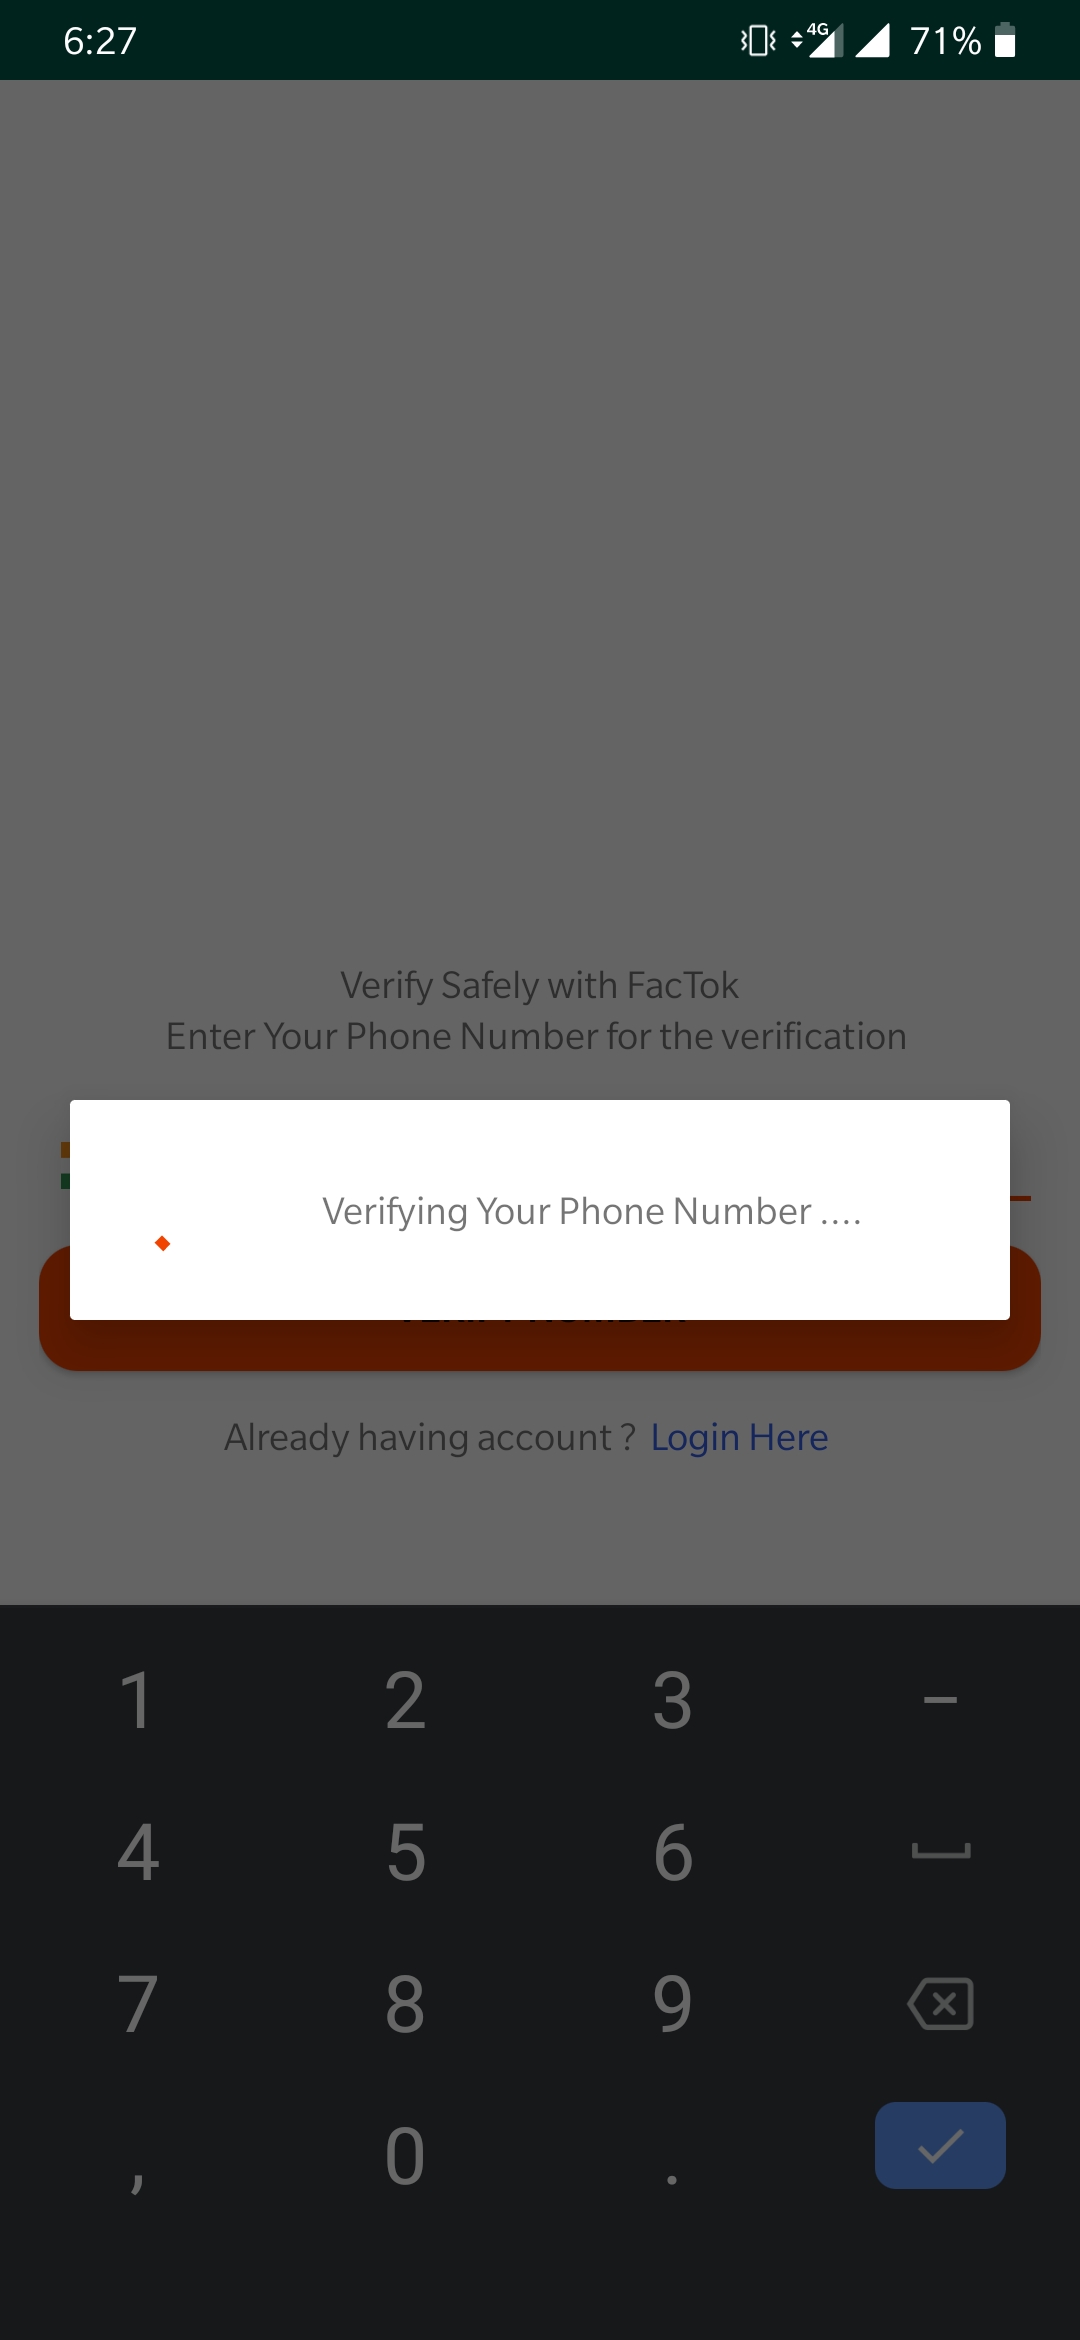 6:27
4G
71%
Verify Safely with FacTok
Enter Your Phone Number for the verification
Verifying Your Phone Number ....
Already having account ? Login Here
1 2 3 –
4 5 6
7 8 9
, 0 .